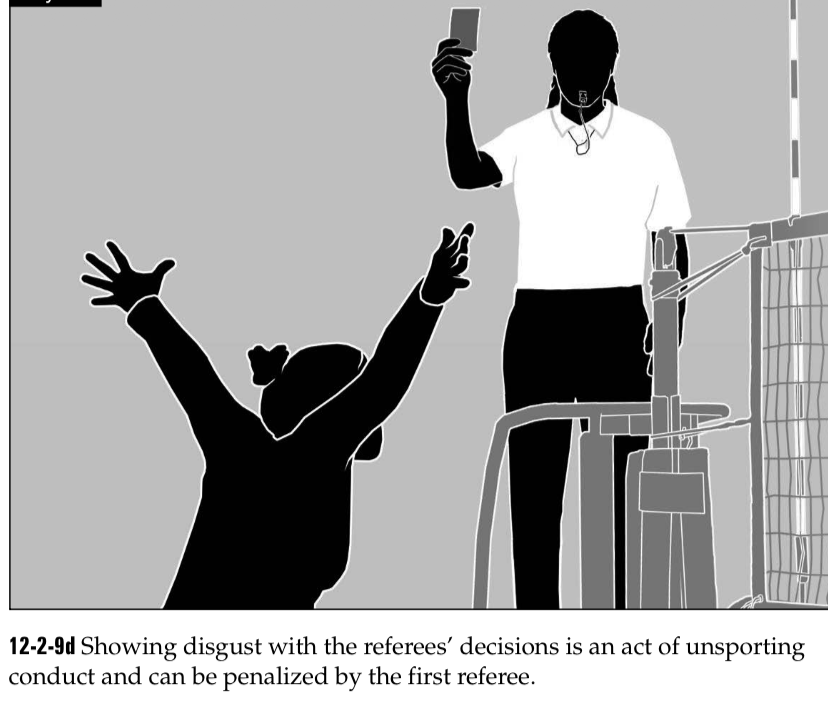 12-2-9d Showing disgust with the referees’ decisions is an act of unsporting
conduct and can be penalized by the first referee.